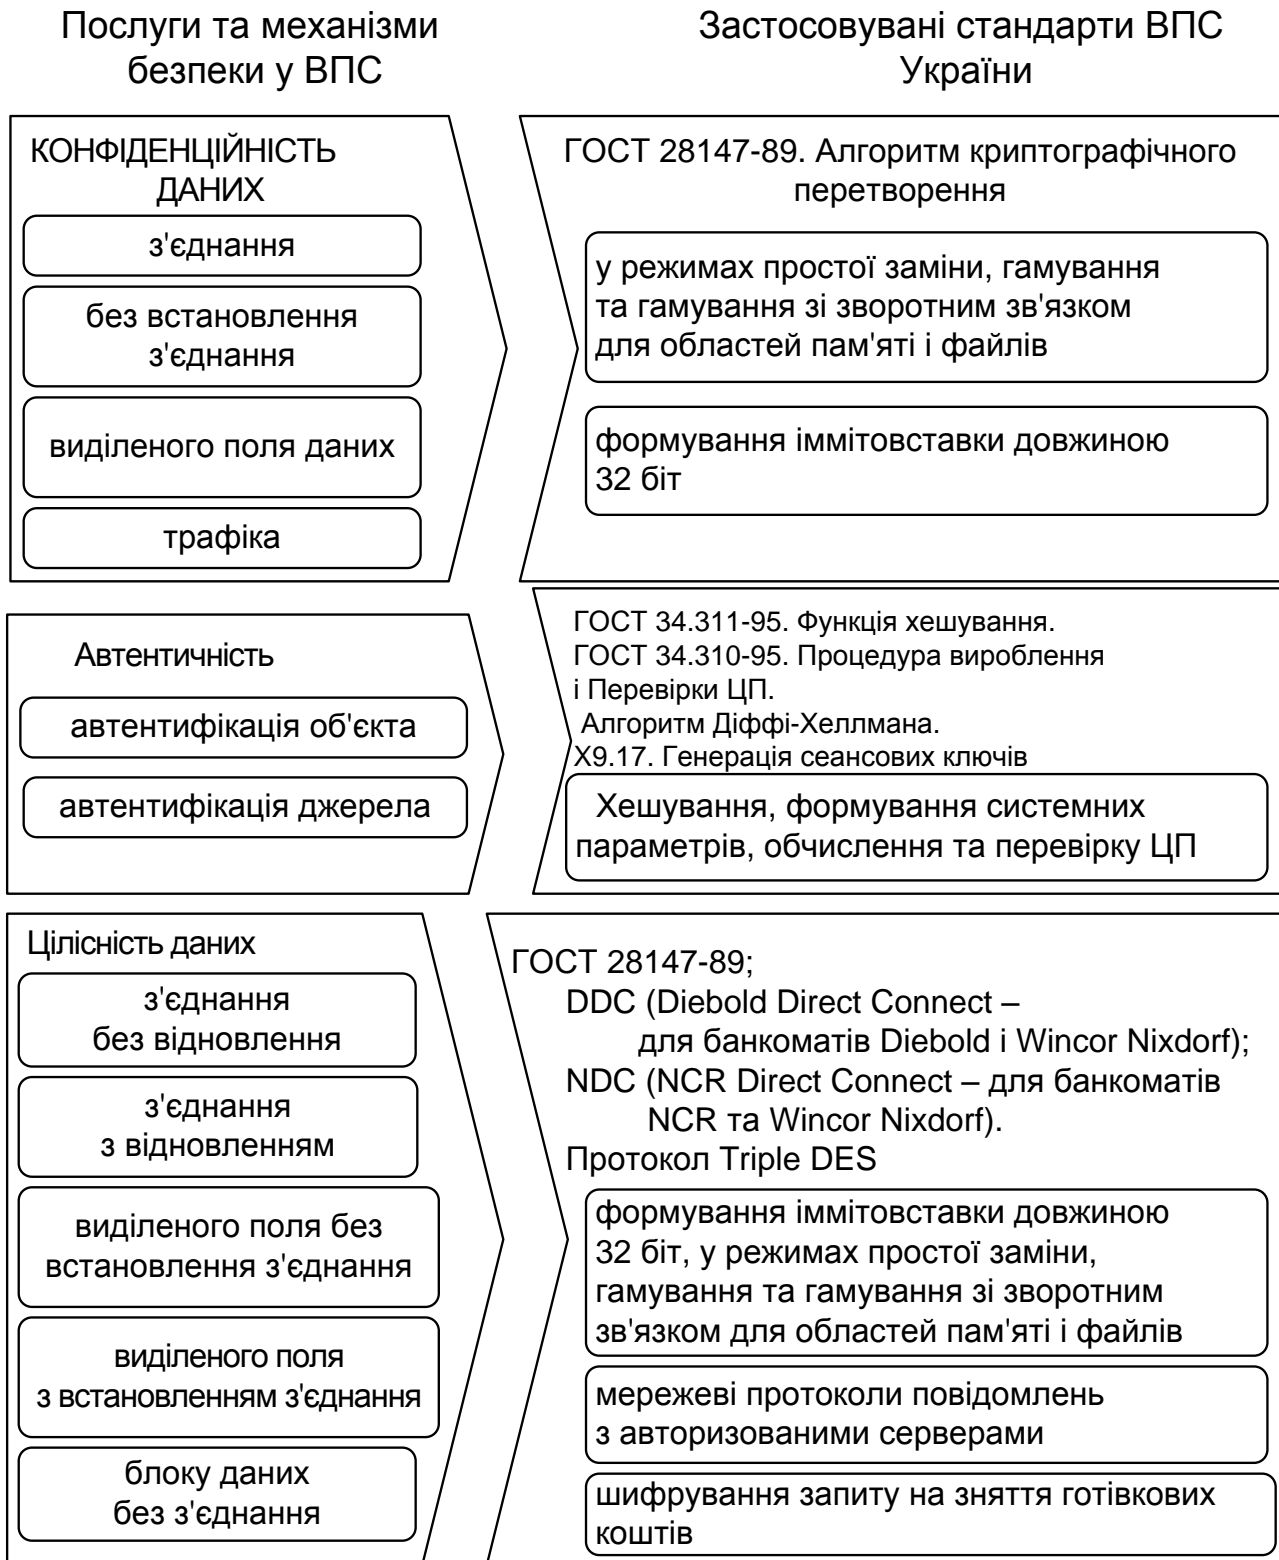 Послуги та механізми
безпеки у ВПС
Застосовувані стандарти ВПС
України
КОНФІДЕНЦІЙНІСТЬ
ДАНИХ
з'єднання
без встановлення
з'єднання
виділеного поля даних
трафіка
ГОСТ 28147-89. Алгоритм криптографічного
перетворення
у режимах простої заміни, гамування
та гамування зі зворотним зв'язком
для областей пам'яті і файлів
формування іммітовставки довжиною
32 біт
Автентичність
автентифікація об'єкта
автентифікація джерела
ГОСТ 34.311-95. Функція хешування.
ГОСТ 34.310-95. Процедура вироблення
і Перевірки ЦП.
Алгоритм Діффі-Хеллмана.
X9.17. Генерація сеансових ключів
Хешування, формування системних
параметрів, обчислення та перевірку ЦП
Цілісність даних
з'єднання
без відновлення
з'єднання
з відновленням
виділеного поля без
встановлення з'єднання
виділеного поля
з встановленням з'єднання
блоку даних
без з'єднання
ГОСТ 28147-89;
DDC (Diebold Direct Connect –
для банкоматів Diebold і Wincor Nixdorf);
NDC (NCR Direct Connect – для банкоматів
NCR та Wincor Nixdorf).
Протокол Triple DES
формування іммітовставки довжиною
32 біт, у режимах простої заміни,
гамування та гамування зі зворотним
зв'язком для областей пам'яті і файлів
мережеві протоколи повідомлень
з авторизованими серверами
шифрування запиту на зняття готівкових
коштів